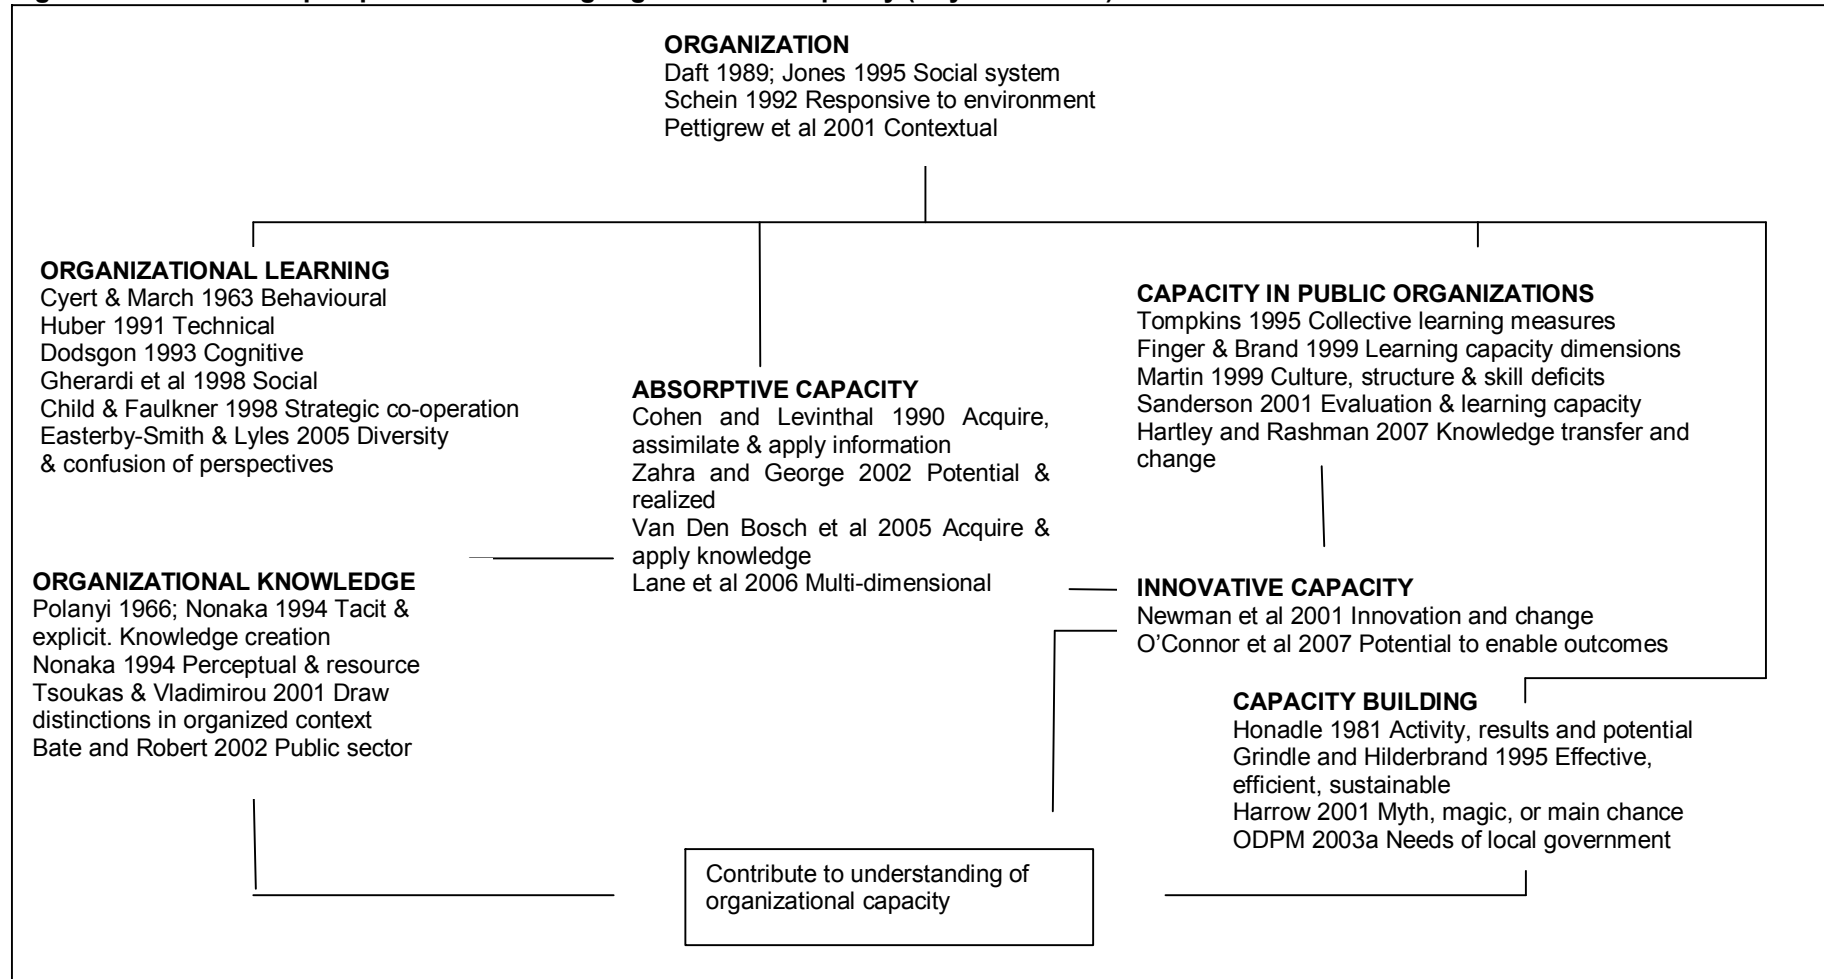 ORGANIZATION
Daft 1989; Jones 1995 Social system
Schein 1992 Responsive to environment
Pettigrew et al 2001 Contextual
ORGANIZATIONAL LEARNING
Cyert & March 1963 Behavioural
Huber 1991 Technical
Dodsgon 1993 Cognitive
Gherardi et al 1998 Social
Child & Faulkner 1998 Strategic co-operation
Easterby-Smith & Lyles 2005 Diversity
& confusion of perspectives
ORGANIZATIONAL KNOWLEDGE
Polanyi 1966; Nonaka 1994 Tacit &
explicit. Knowledge creation
Nonaka 1994 Perceptual & resource
Tsoukas & Vladimirou 2001 Draw
distinctions in organized context
Bate and Robert 2002 Public sector
ABSORPTIVE CAPACITY
Cohen and Levinthal 1990 Acquire,
assimilate & apply information
Zahra and George 2002 Potential &
realized
Van Den Bosch et al 2005 Acquire &
apply knowledge
Lane et al 2006 Multi-dimensional
CAPACITY IN PUBLIC ORGANIZATIONS
Tompkins 1995 Collective learning measures
Finger & Brand 1999 Learning capacity dimensions
Martin 1999 Culture, structure & skill deficits
Sanderson 2001 Evaluation & learning capacity
Hartley and Rashman 2007 Knowledge transfer and
change
INNOVATIVE CAPACITY
Newman et al 2001 Innovation and change
O'Connor et al 2007 Potential to enable outcomes
CAPACITY BUILDING
Honadle 1981 Activity, results and potential
Grindle and Hilderbrand 1995 Effective,
efficient, sustainable
Harrow 2001 Myth, magic, or main chance
ODPM 2003a Needs of local government
Contribute to understanding of
organizational capacity